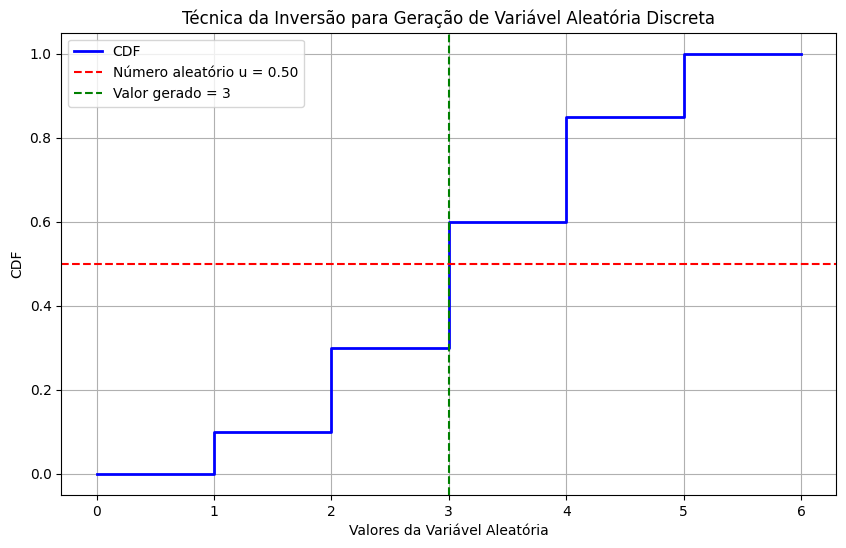 Técnica da Inversão para Geração de Variável Aleatória Discreta
CDF
Número aleatório u = 0.50
Valor gerado = 3
1.0
0.8
0.6
0.4
0.2
0.0
CDF
0 1 2 3 4 5 6
Valores da Variável Aleatória